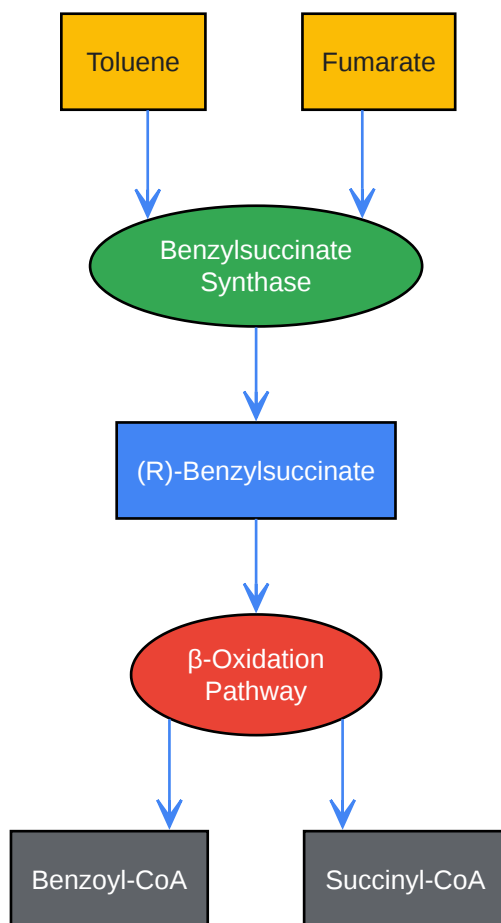 Toluene
Fumarate
Benzylsuccinate
Synthase
(R)-Benzylsuccinate
β-Oxidation
Pathway
Benzoyl-CoA
Succinyl-CoA